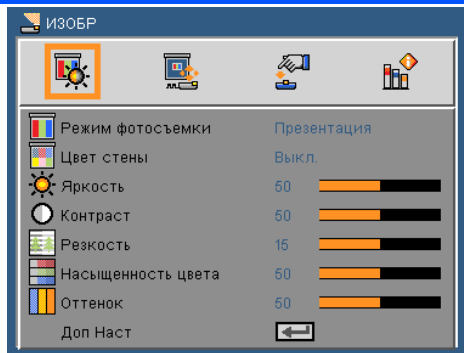 ИЗОБР
Режим фотосъемки Презентация
Цвет стены Выкл.
Яркость 50
Контраст 50
Резкость 15
Насыщенность цвета 50
Оттенок 50
Доп Наст